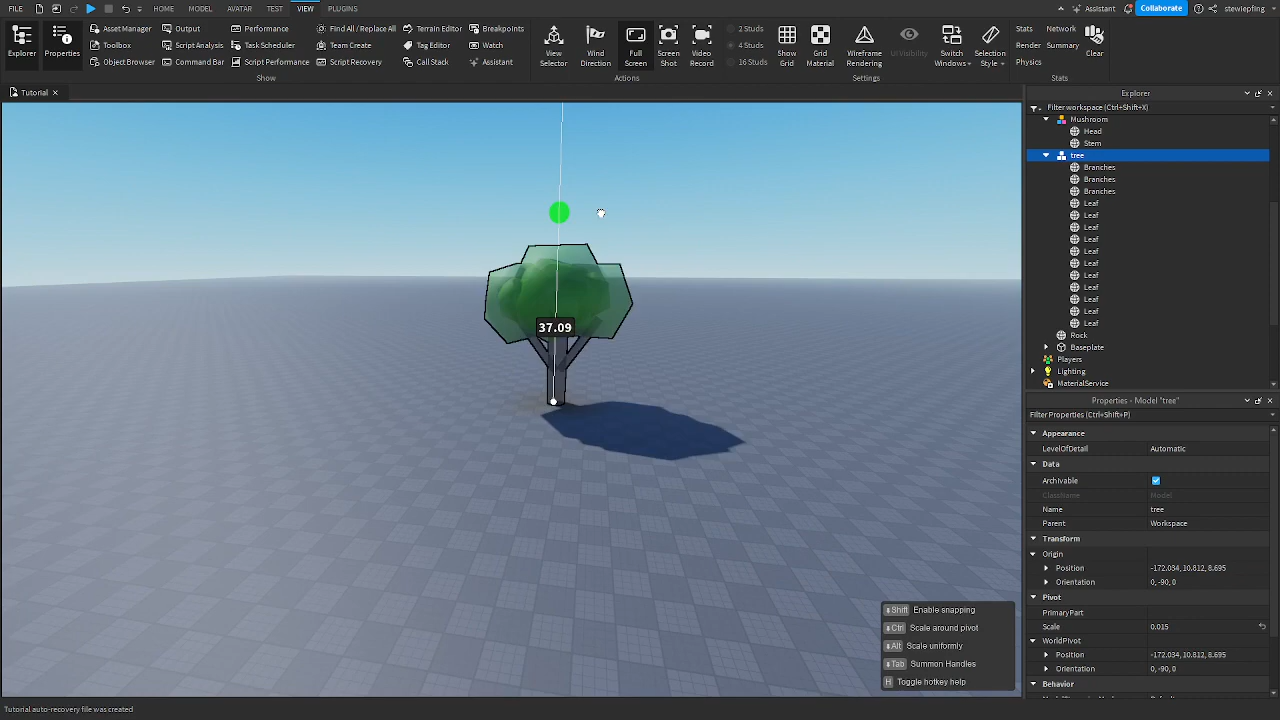 FILE
HOME MODEL AVATAR TEST VIEW PLUGINS
Assistant Collaborate stewiepfing
Explorer
Properties
Asset Manager
Toolbox
Object Browser
Output
Script Analysis
Command Bar
Performance
Task Scheduler
Script Performance
Find All / Replace All
Team Create
Script Recovery
Terrain Editor
Tag Editor
Call Stack
Breakpoints
Watch
Assistant
Show
View Selector
Wind Direction
Full Screen
Screen Shot
Video Record
Actions
2 Studs
4 Studs
16 Studs
Show Grid
Grid Material
Wireframe Rendering
UI Visibility
Switch Windows
Selection Style
Settings
Stats
Render
Physics
Network
Summary
Clear
Stats
Tutorial
37.09
Shift Enable snapping
Ctrl Scale around pivot
Alt Scale uniformly
Tab Summon Handles
H Toggle hotkey help
Explorer
Filter workspace (Ctrl+Shift+X)
Mushroom
Head
Stem
tree
Branches
Branches
Branches
Leaf
Leaf
Leaf
Leaf
Leaf
Leaf
Leaf
Leaf
Leaf
Leaf
Leaf
Rock
Baseplate
Players
Lighting
MaterialService
Properties - Model "tree"
Filter Properties (Ctrl+Shift+P)
Appearance
LevelOfDetail Automatic
Data
Archivable
ClassName Model
Name tree
Parent Workspace
Transform
Origin
Position -172.034, 10.812, 8.695
Orientation 0, -90, 0
Pivot
PrimaryPart
Scale 0.015
WorldPivot
Position -172.034, 10.812, 8.695
Orientation 0, -90, 0
Behavior
Tutorial auto-recovery file was created